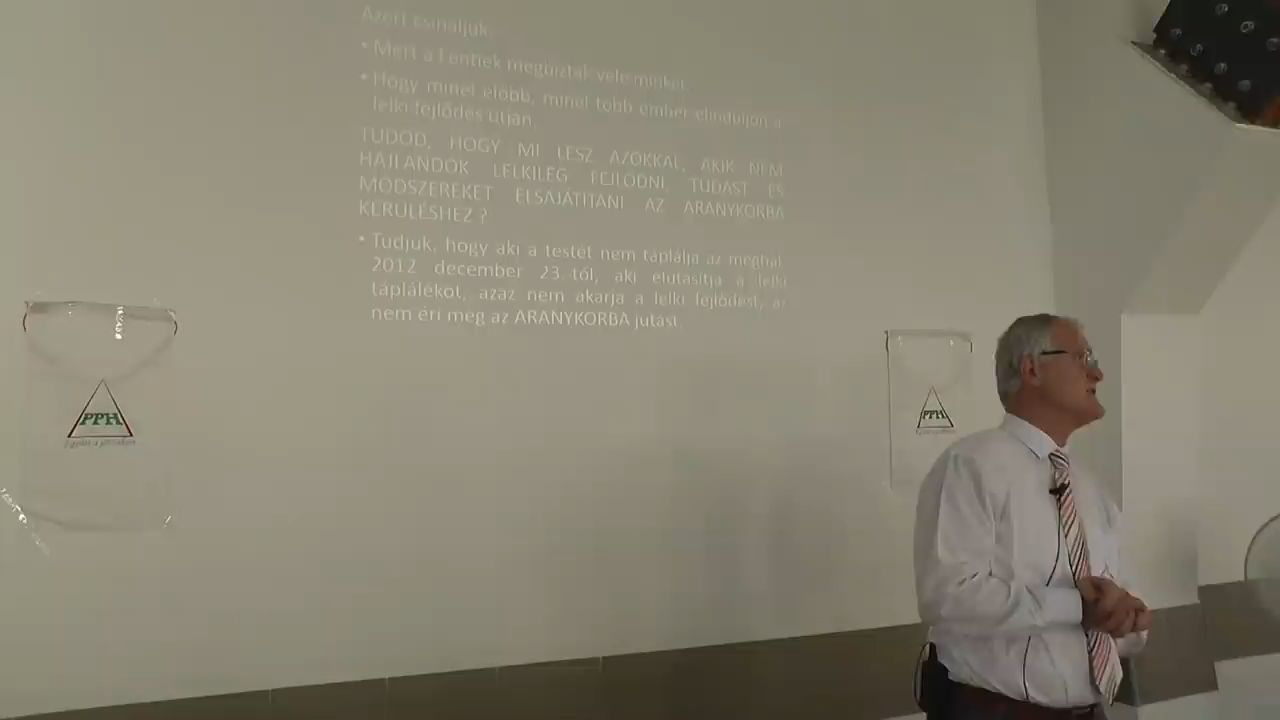 Azért csináljuk:
• Mert a Fentiek megbíztak vele minket.
• Hogy minél előbb, minél több ember elinduljon a
lelki fejlődés útján.
TUDOD, HOGY MI LESZ AZOKKAL, AKIK NEM
HAJLANDÓK LELKILEG FEJLŐDNI, TUDÁST ÉS
MÓDSZEREKET ELSAJÁTÍTANI AZ ARANYKORBA
KERÜLÉSHEZ ?
• Tudjuk, hogy aki a testét nem táplálja az meghal.
2012 december 23.-tól, aki elutasítja a lelki
táplálékot, azaz nem akarja a lelki fejlődést, az
nem éri meg az ARANYKORBA jutást.
PPH
PPH